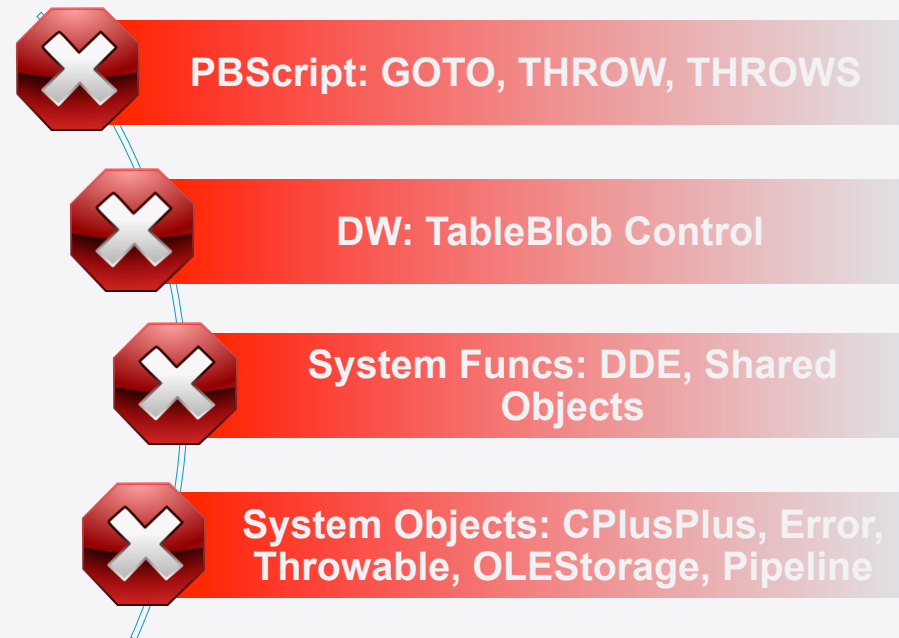 PBScript: GOTO, THROW, THROWS
DW: TableBlob Control
System Funcs: DDE, Shared
Objects
System Objects: CPlusPlus, Error,
Throwable, OLEStorage, Pipeline